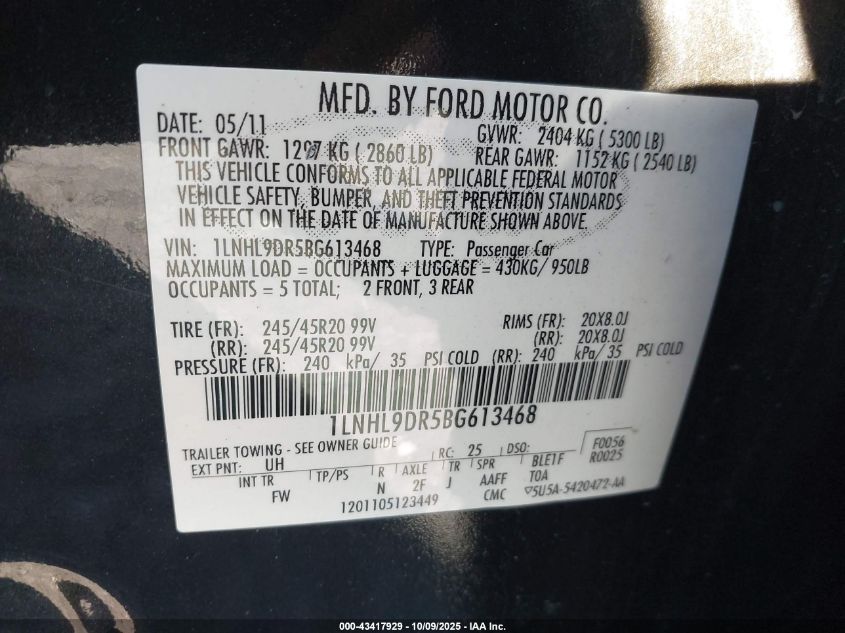 MFD. BY FORD MOTOR CO.
DATE: 05/11 GVWR: 2404 KG ( 5300 LB)
FRONT GAWR: 1297 KG ( 2860 LB) REAR GAWR: 1152 KG ( 2540 LB)
THIS VEHICLE CONFORMS TO ALL APPLICABLE FEDERAL MOTOR
VEHICLE SAFETY, BUMPER, AND THEFT PREVENTION STANDARDS
IN EFFECT ON THE DATE OF MANUFACTURE SHOWN ABOVE.
VIN: 1LNHL9DR5BG613468 TYPE: Passenger Car
MAXIMUM LOAD = OCCUPANTS + LUGGAGE = 430KG/ 950LB
OCCUPANTS = 5 TOTAL; 2 FRONT, 3 REAR
TIRE (FR): 245/45R20 99V RIMS (FR): 20X8.0J
(RR): 245/45R20 99V (RR): 20X8.0J
PRESSURE (FR): 240 kPa/ 35 PSI COLD (RR): 240 kPa/35 PSI COLD
1LNHL9DR5BG613468
TRAILER TOWING - SEE OWNER GUIDE
EXT PNT: UH RC: 25 DSO: F0056
R0025
INT TR TP/PS R AXLE TR SPR BLE1F
FW N 2F J AAFF TOA
1201105123449 CMC ▽5U5A-5420472-AA
000-43417929 - 10/09/2025 - IAA Inc.